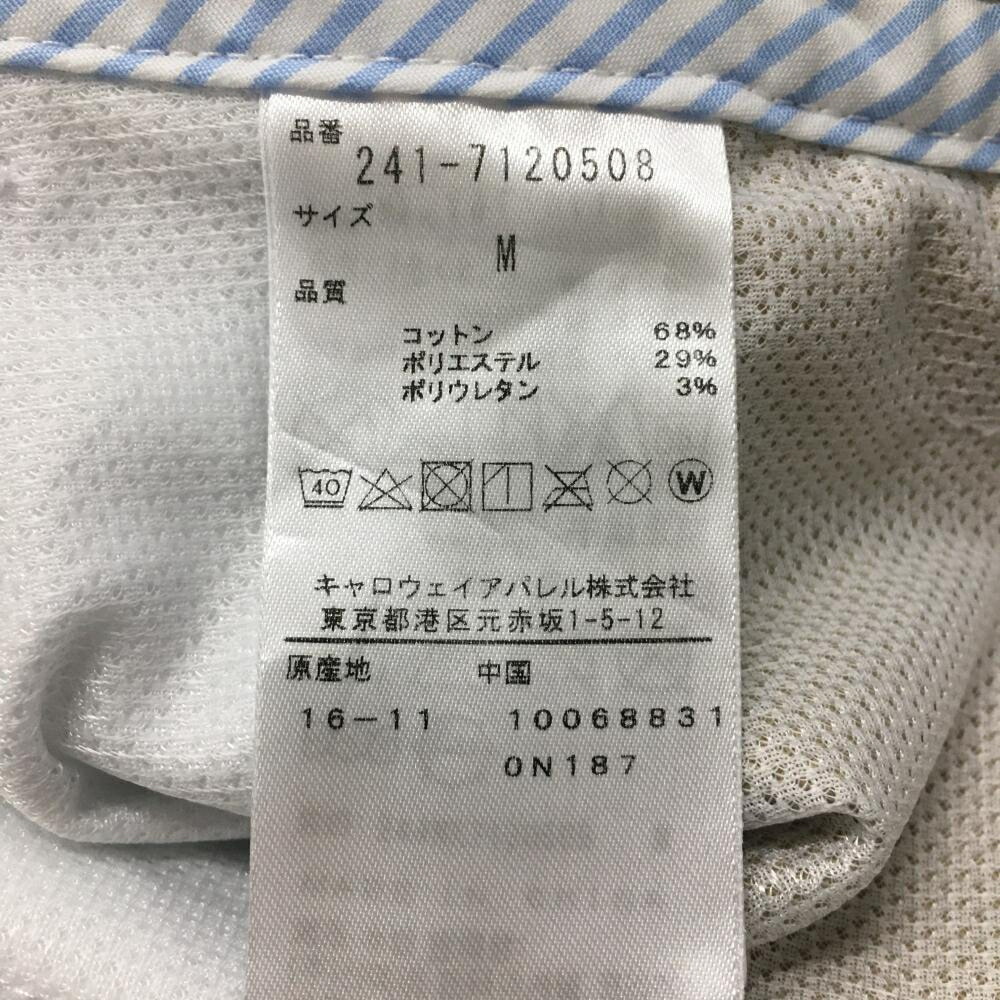 品番
241-7120508
サイズ
M
品質
コットン 68%
ポリエステル 29%
ポリウレタン 3%
40 W
キャロウェイアパレル株式会社
東京都港区元赤坂1-5-12
原産地 中国
16-11 10068831
0N187